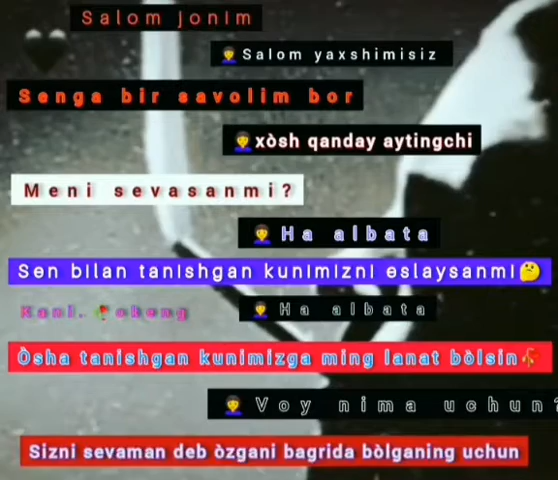 Salom jonim
Salom yaxshimisiz
Senga bir savolim bor
xòsh qanday aytingchi
Meni sevasanmi?
Ha albata
Sen bilan tanishgan kunimizni eslaysanmi🤔
Ha albata
Òsha tanishgan kunimizga ming lanat bòlsin🥀
Voy nima uchun?
Sizni sevaman deb òzgani bagrida bòlganing uchun